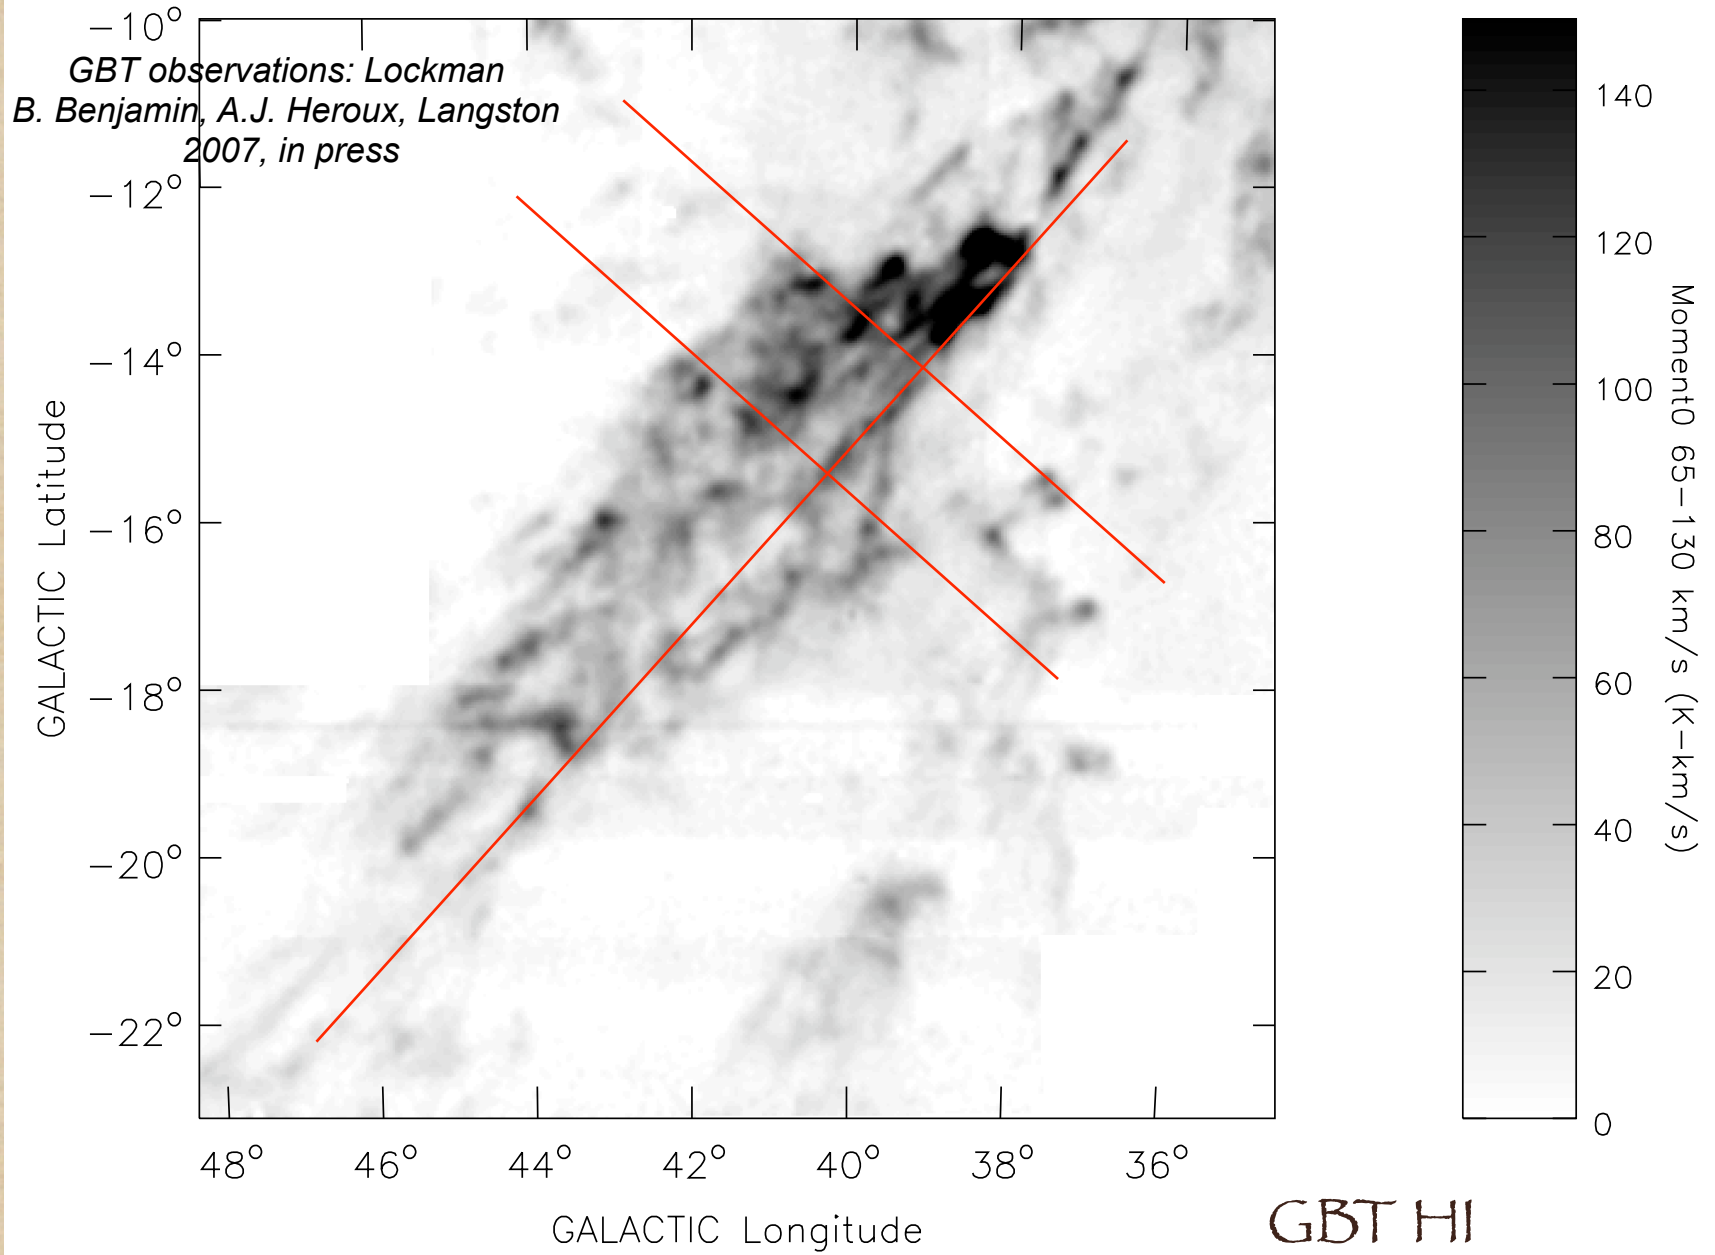 GBT observations: Lockman
B. Benjamin, A.J. Heroux, Langston
2007, in press
−10°
−12°
−14°
−16°
−18°
−20°
−22°
GALACTIC Latitude
48° 46° 44° 42° 40° 38° 36°
GALACTIC Longitude
140
120
100
80
60
40
20
0
Moment0 65−130 km/s (K−km/s)
GBT HI